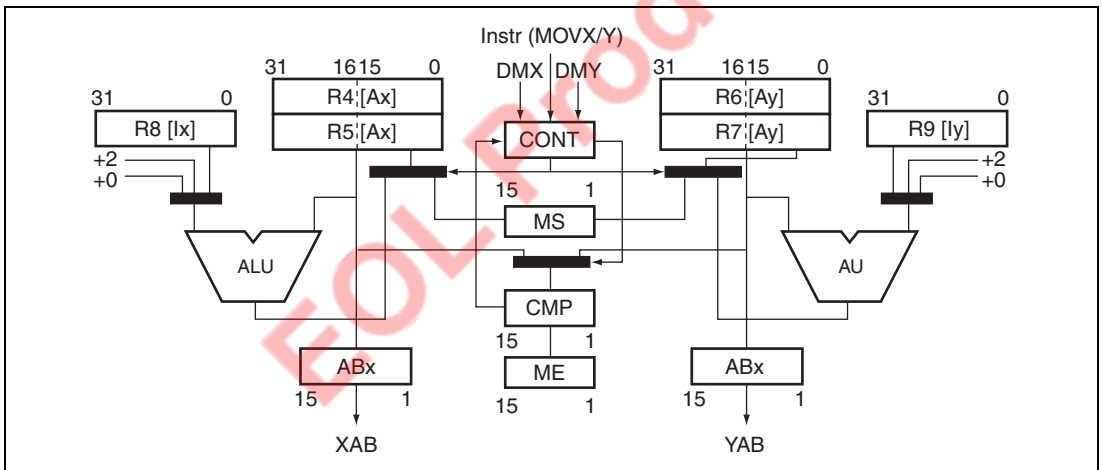 Instr (MOVX/Y)
DMX DMY
31 16 15 0
R4 [Ax]
R5 [Ax]
31 0
R8 [Ix]
+2
+0
CONT
31 16 15 0
R6 [Ay]
R7 [Ay]
31 0
R9 [Iy]
+2
+0
15 1
MS
ALU
AU
CMP
15 1
ME
15 1
ABx
15 1
XAB
ABx
15 1
YAB
EOL Prod